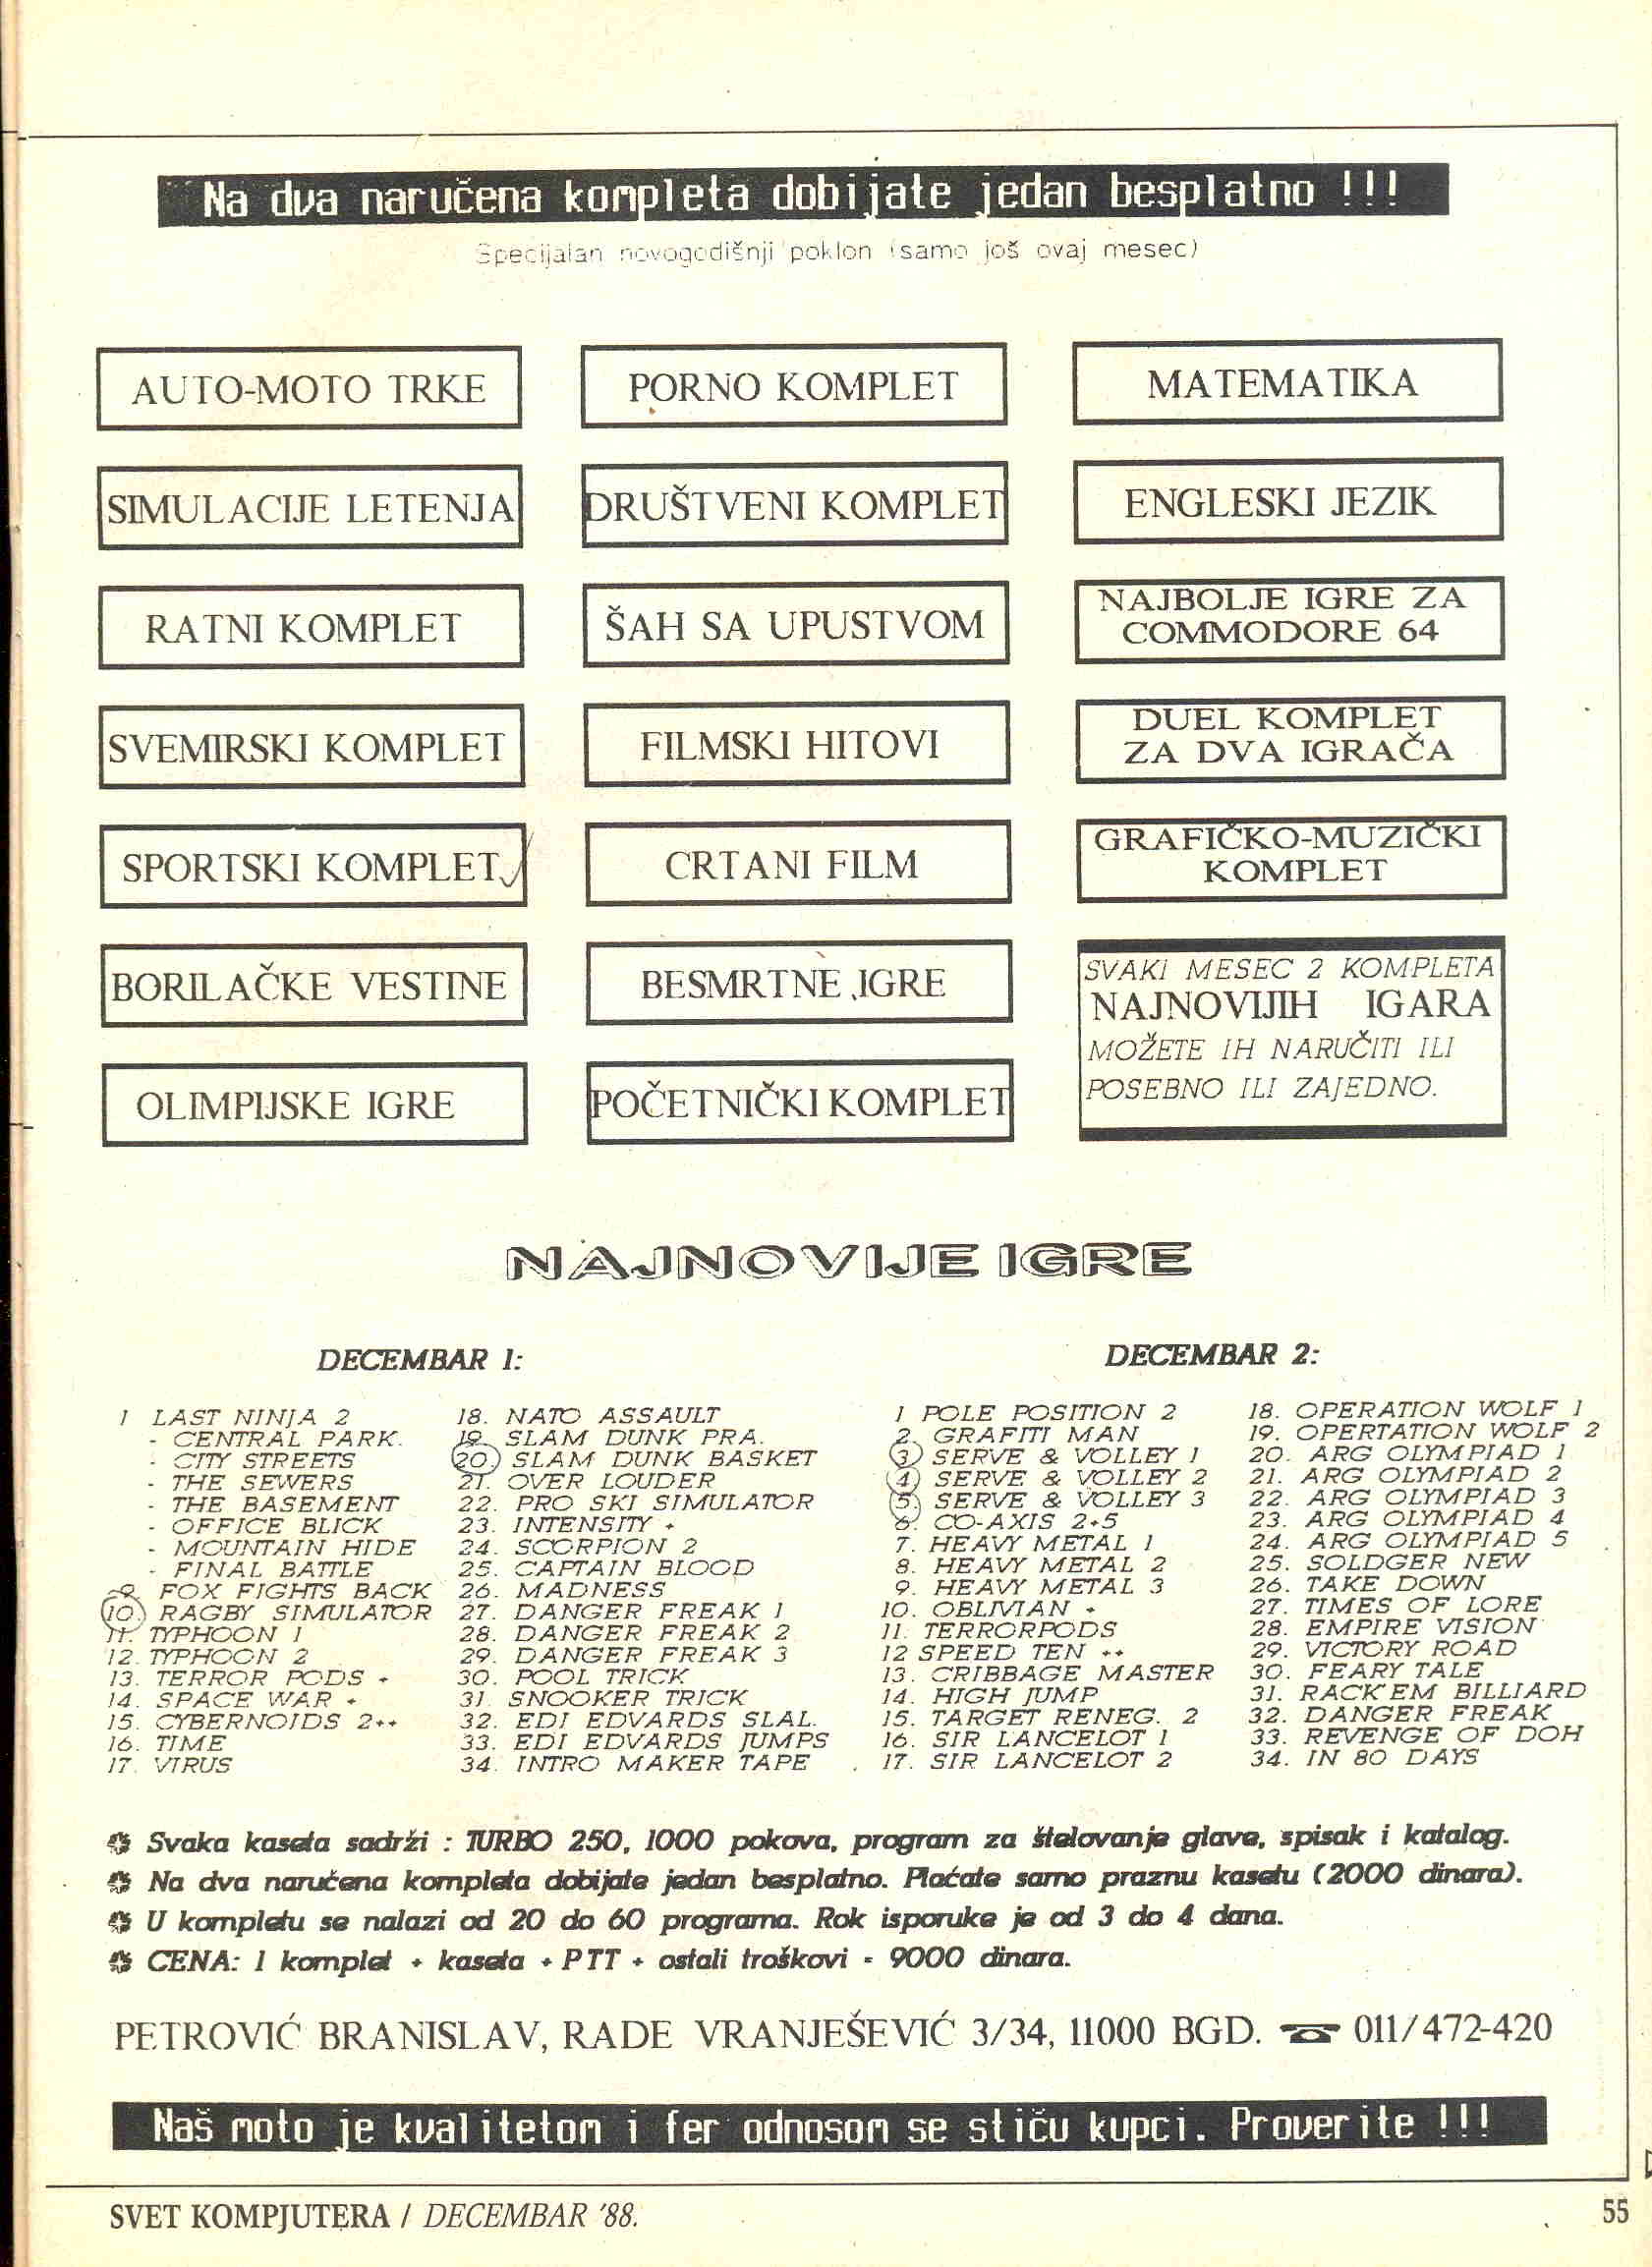 Na dva naručena kompleta dobijate jedan besplatno !!!
Specijalan novogodišnji poklon (samo još ovaj mesec)
AUTO-MOTO TRKE
SIMULACIJE LETENJA
RATNI KOMPLET
SVEMIRSKI KOMPLET
SPORTSKI KOMPLET
BORILAČKE VESTINE
OLIMPIJSKE IGRE
PORNO KOMPLET
DRUŠTVENI KOMPLET
ŠAH SA UPUSTVOM
FILMSKI HITOVI
CRTANI FILM
BESMRTNE IGRE
POČETNIČKI KOMPLET
MATEMATIKA
ENGLESKI JEZIK
NAJBOLJE IGRE ZA
COMMODORE 64
DUEL KOMPLET
ZA DVA IGRAČA
GRAFIČKO-MUZIČKI
KOMPLET
SVAKI MESEC 2 KOMPLETA
NAJNOVIJIH IGARA
MOŽETE IH NARUČITI ILI
POSEBNO ILI ZAJEDNO.
NAJNOVIJE IGRE
DECEMBAR 1:
1 LAST NINJA 2
- CENTRAL PARK.
- CITY STREETS
- THE SEWERS
- THE BASEMENT
- OFFICE BLICK
- MOUNTAIN HIDE
- FINAL BATTLE
9. FOX FIGHTS BACK
10. RAGBY SIMULATOR
11. TYPHOON 1
12. TYPHOON 2
13. TERROR PODS +
14. SPACE WAR +
15. CYBERNOIDS 2++
16. TIME
17. VIRUS
18. NATO ASSAULT
19. SLAM DUNK PRA.
20. SLAM DUNK BASKET
21. OVER LOUDER
22. PRO SKI SIMULATOR
23. INTENSITY +
24. SCORPION 2
25. CAPTAIN BLOOD
26. MADNESS
27. DANGER FREAK 1
28. DANGER FREAK 2
29. DANGER FREAK 3
30. POOL TRICK
31 SNOOKER TRICK
32. EDI EDVARDS SLAL.
33. EDI EDVARDS JUMPS
34. INTRO MAKER TAPE
DECEMBAR 2:
1 POLE POSITION 2
2. GRAFITI MAN
3. SERVE & VOLLEY 1
4. SERVE & VOLLEY 2
5. SERVE & VOLLEY 3
6. CO-AXIS 2+5
7. HEAVY METAL 1
8. HEAVY METAL 2
9. HEAVY METAL 3
10. OBLIVIAN +
11. TERRORPODS
12 SPEED TEN ++
13. CRIBBAGE MASTER
14. HIGH JUMP
15. TARGET RENEG. 2
16. SIR LANCELOT 1
17. SIR LANCELOT 2
18. OPERATION WOLF 1
19. OPERTATION WOLF 2
20. ARG OLYMPIAD 1
21. ARG OLYMPIAD 2
22. ARG OLYMPIAD 3
23. ARG OLYMPIAD 4
24. ARG OLYMPIAD 5
25. SOLDGER NEW
26. TAKE DOWN
27. TIMES OF LORE
28. EMPIRE VISION
29. VICTORY ROAD
30. FEARY TALE
31. RACK'EM BILLIARD
32. DANGER FREAK
33. REVENGE OF DOH
34. IN 80 DAYS
Svaka kaseta sadrži : TURBO 250, 1000 pokova, program za štelovanje glave, spisak i katalog.
Na dva naručena kompleta dobijate jedan besplatno. Plaćate samo praznu kasetu (2000 dinara).
U kompletu se nalazi od 20 do 60 programa. Rok isporuke je od 3 do 4 dana.
CENA: 1 komplet + kaseta + PTT + ostali troškovi = 9000 dinara.
PETROVIĆ BRANISLAV, RADE VRANJEŠEVIĆ 3/34, 11000 BGD. ☎ 011/472-420
Naš moto je kvalitetom i fer odnosom se stiču kupci. Proverite !!!
SVET KOMPJUTERA / DECEMBAR '88.
55